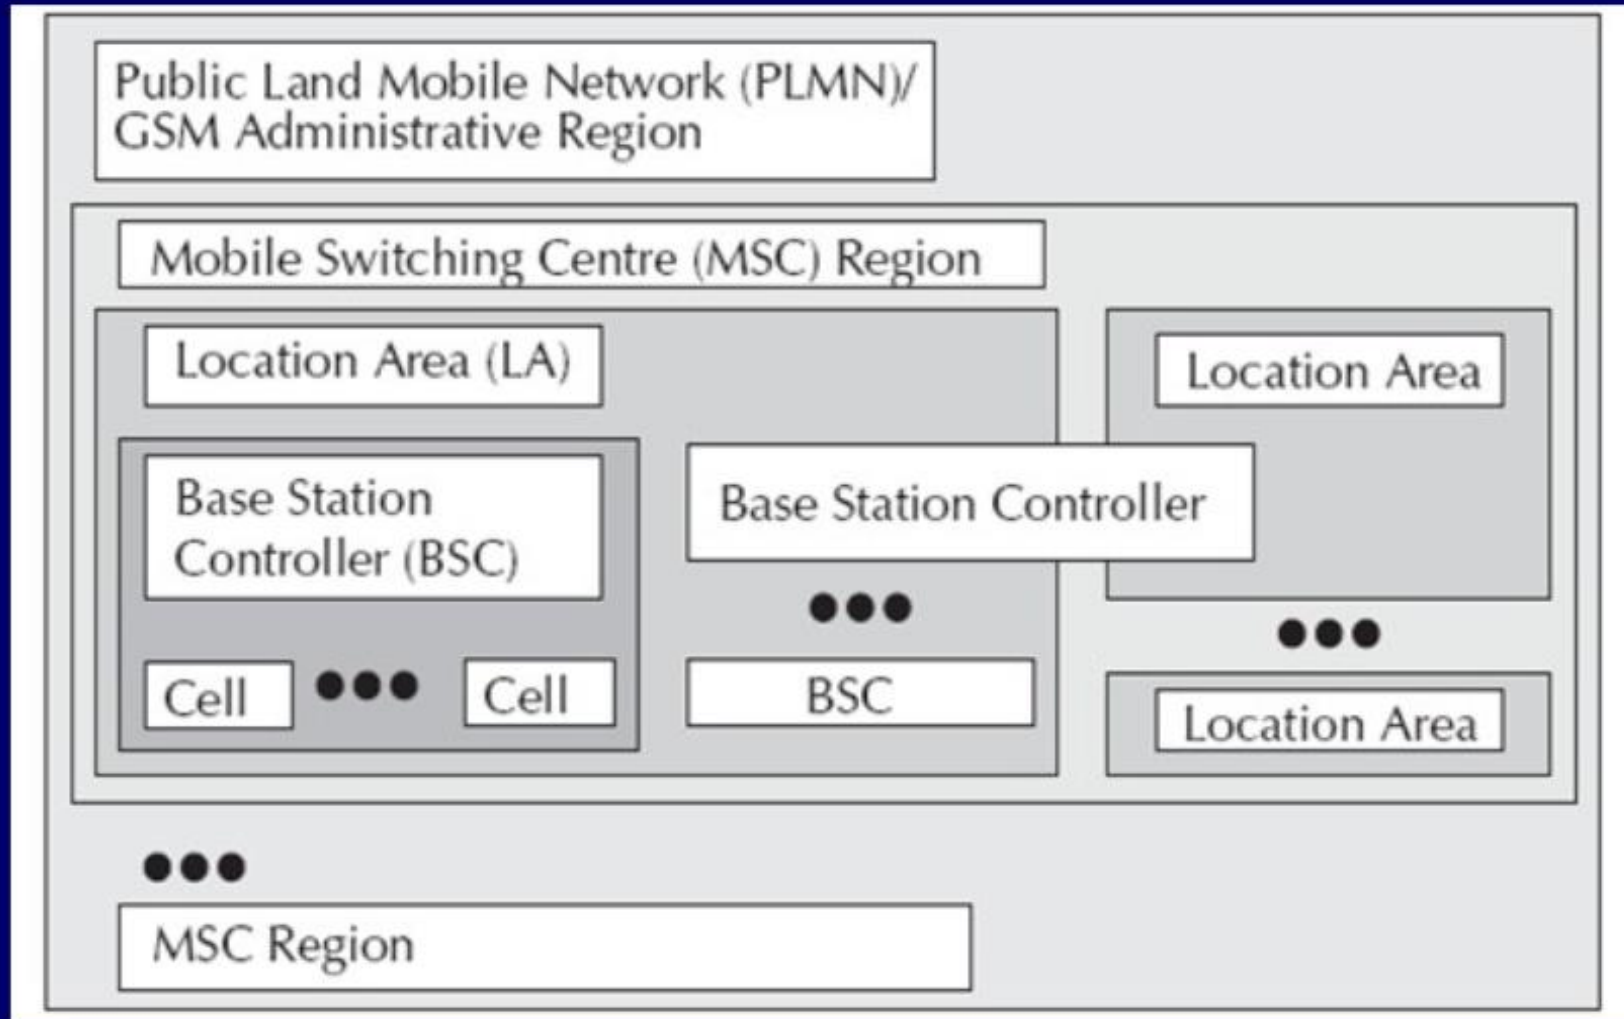 Public Land Mobile Network (PLMN)/
GSM Administrative Region
Mobile Switching Centre (MSC) Region
Location Area (LA)
Location Area
Base Station
Controller (BSC)
Base Station Controller
Cell
Cell
BSC
Location Area
MSC Region